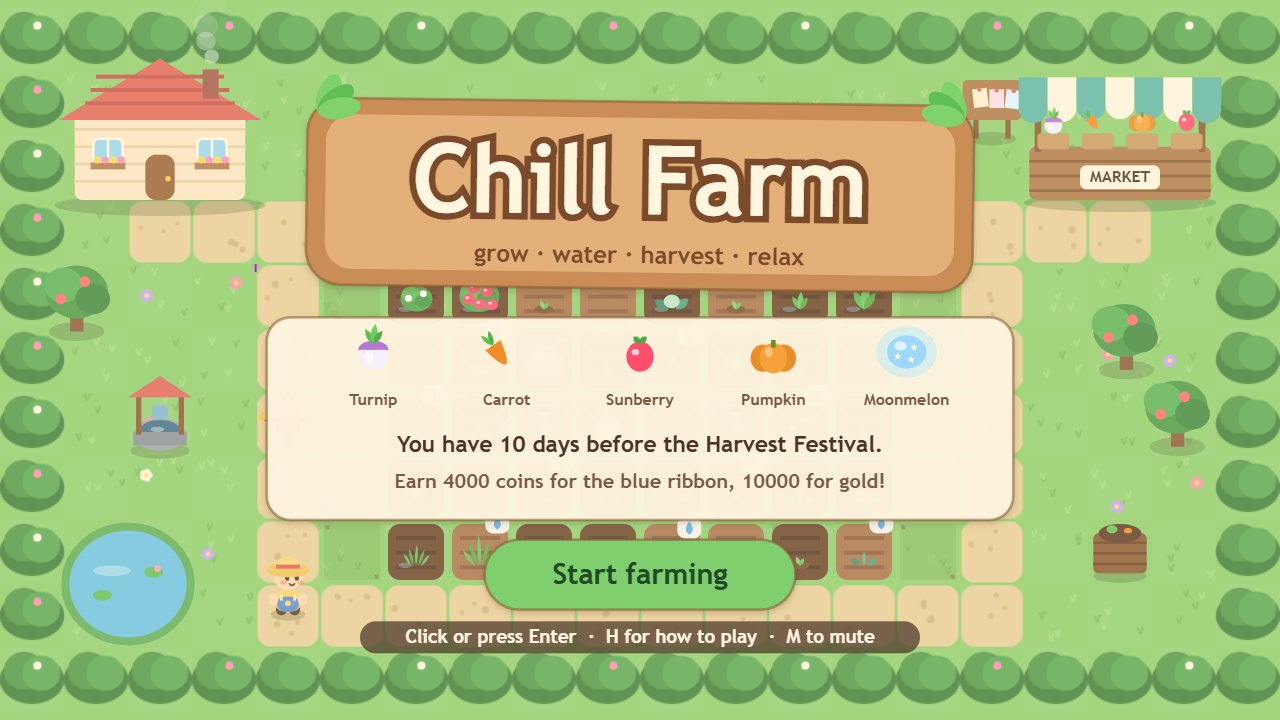 Chill Farm
grow · water · harvest · relax
MARKET
Turnip
Carrot
Sunberry
Pumpkin
Moonmelon
You have 10 days before the Harvest Festival.
Earn 4000 coins for the blue ribbon, 10000 for gold!
Start farming
Click or press Enter · H for how to play · M to mute